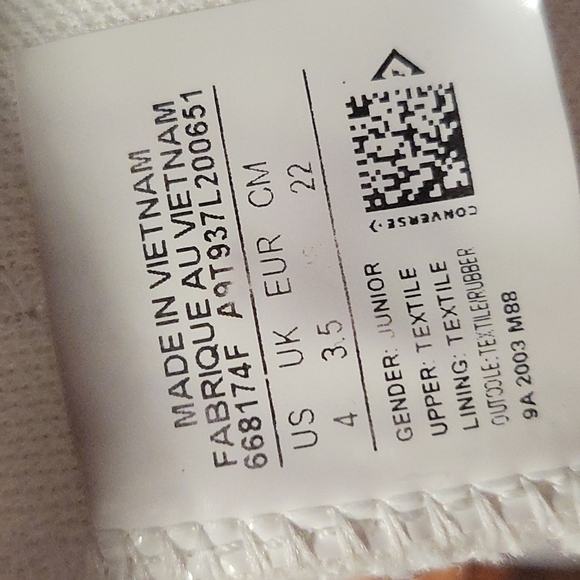 MADE IN VIETNAM
FABRIQUE AU VIETNAM
668174F A9T937L200651
US UK EUR CM
4 3.5 22
CONVERSE
GENDER: JUNIOR
UPPER: TEXTILE
LINING: TEXTILE
OUTSOLE: TEXTILE/RUBBER
9A 2003 M88